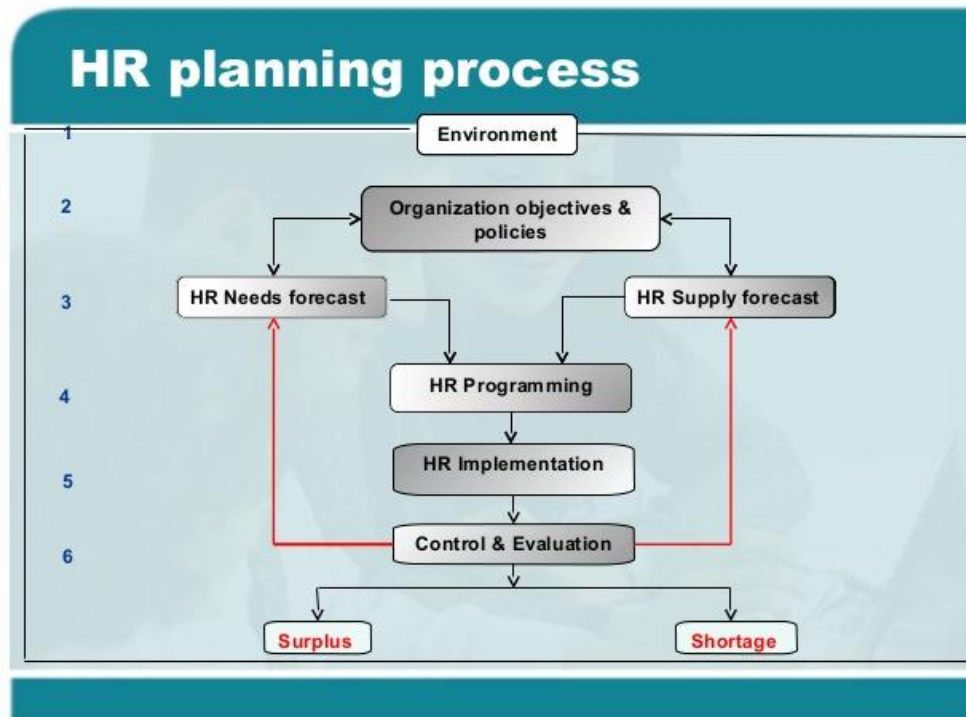 HR planning process
1
Environment
2
Organization objectives &
policies
3
HR Needs forecast
HR Supply forecast
4
HR Programming
5
HR Implementation
6
Control & Evaluation
Surplus
Shortage